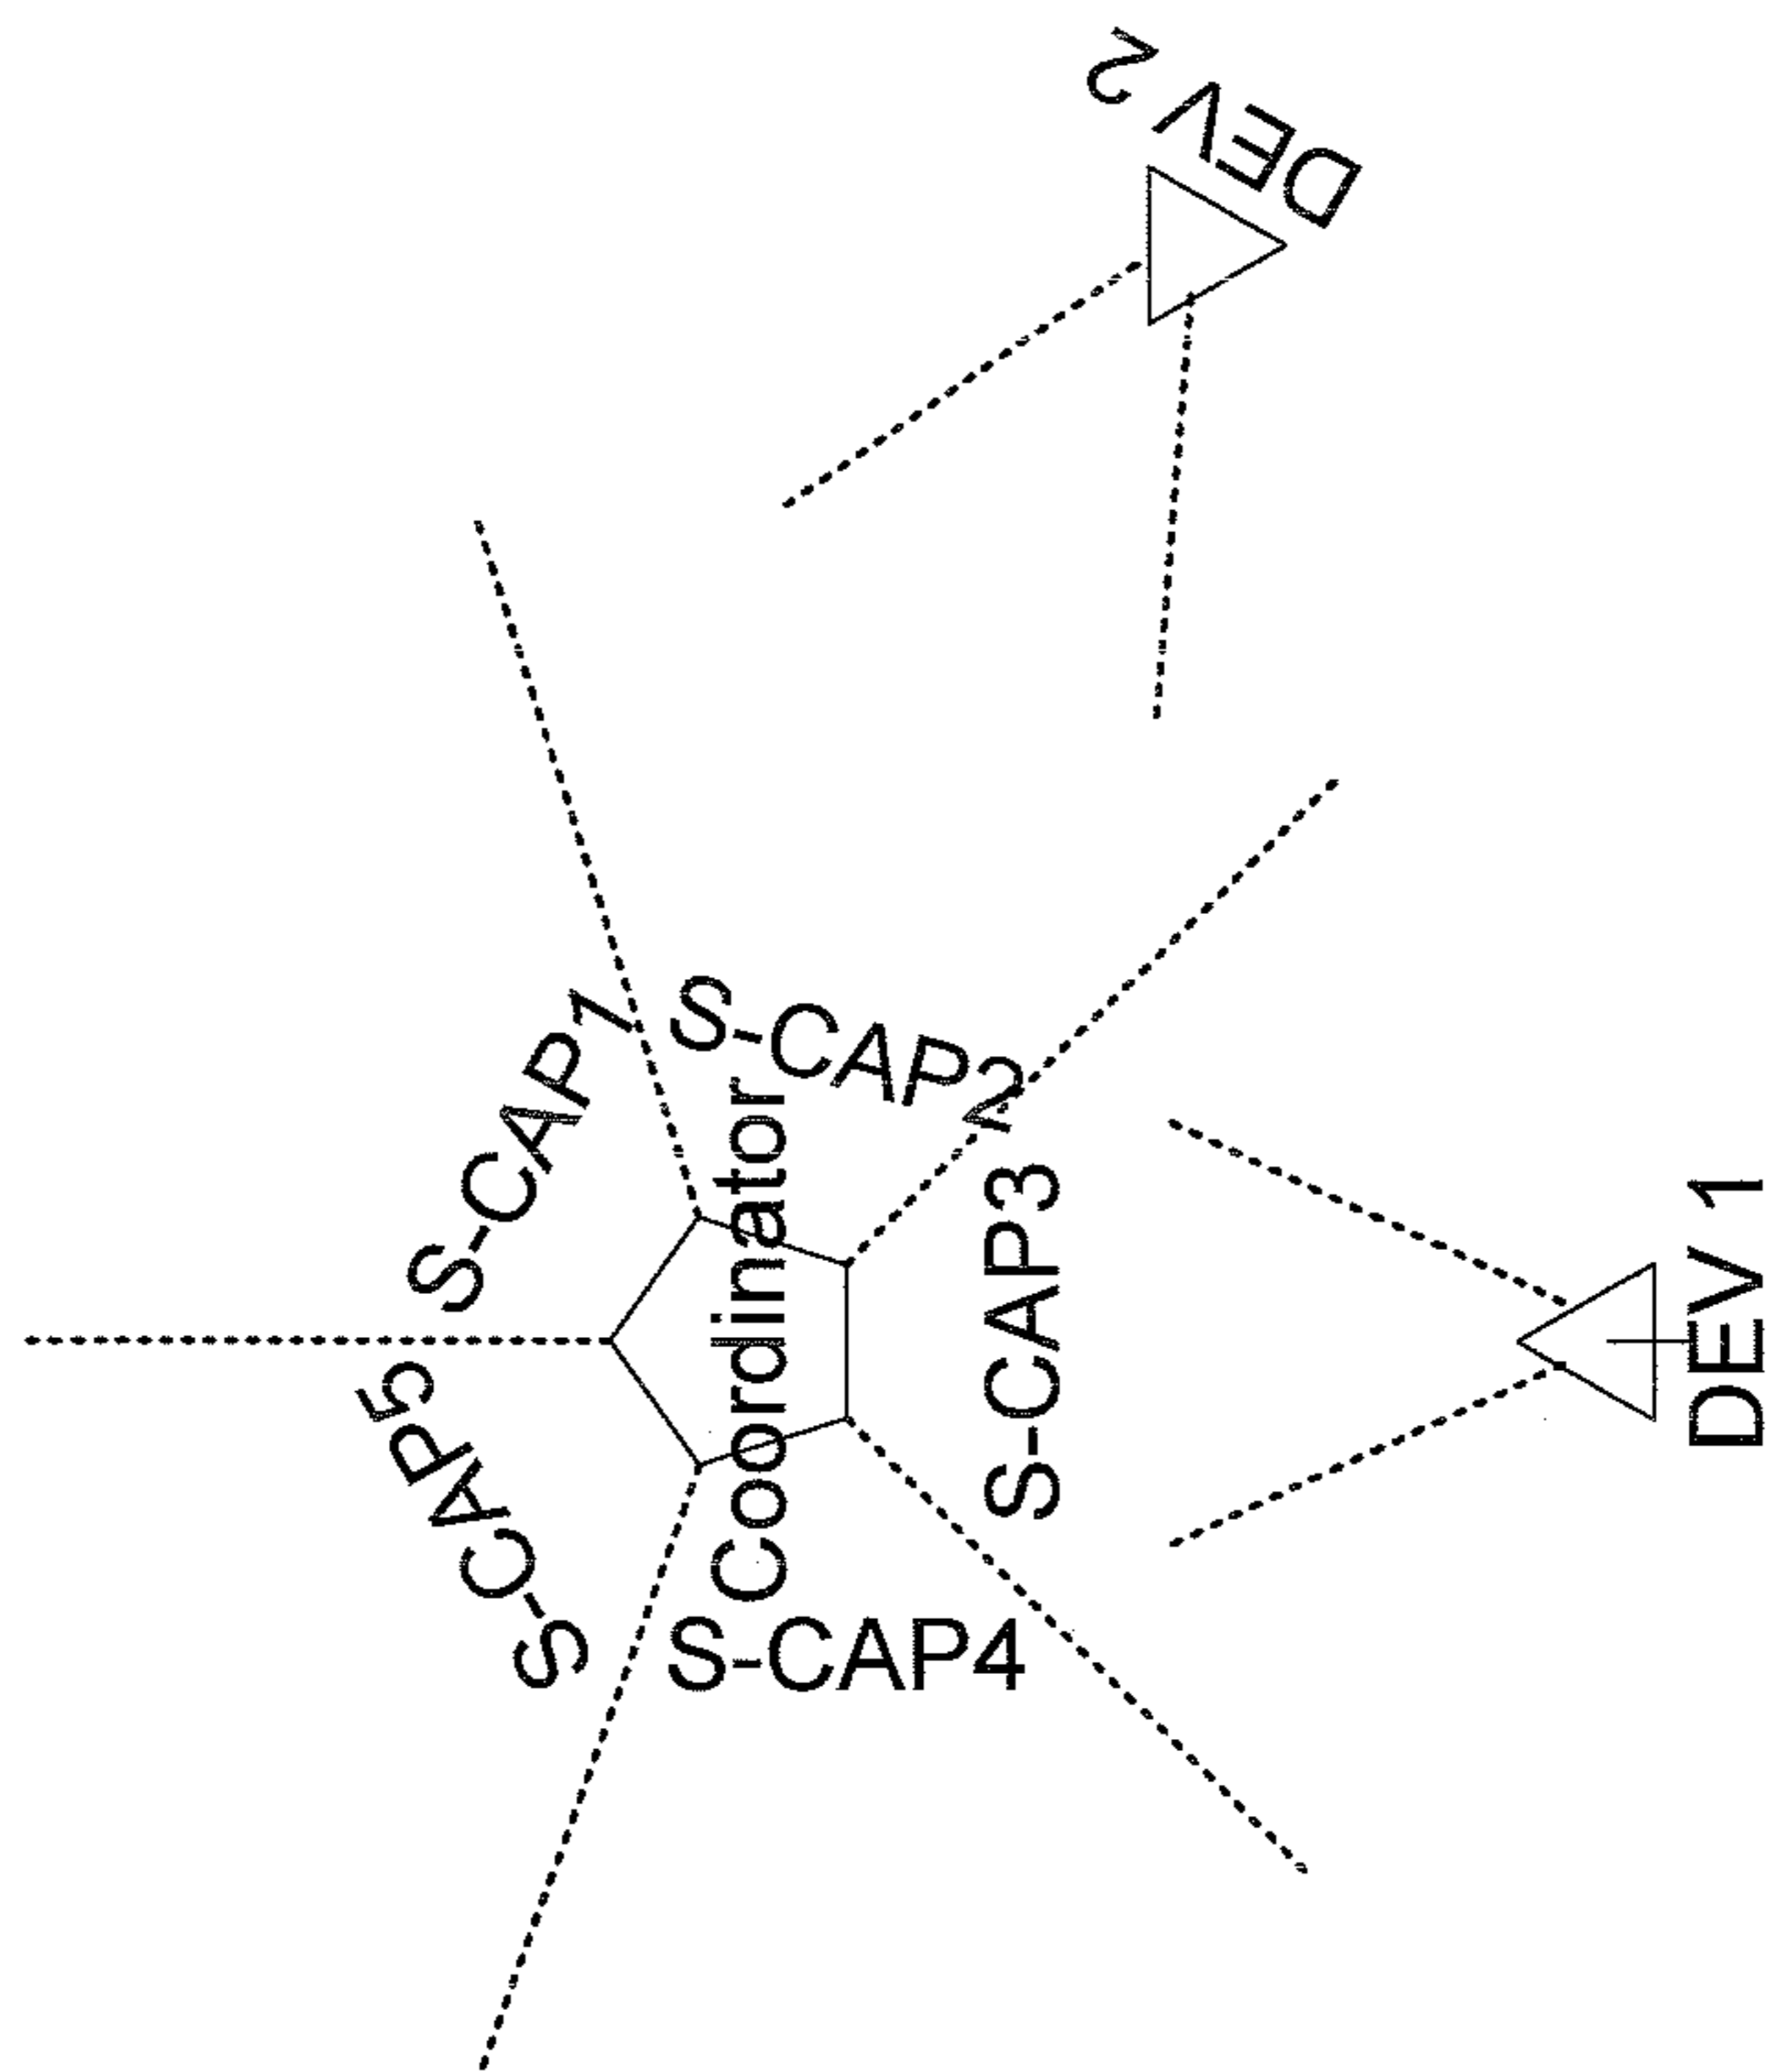 S-CAP1
S-CAP2
S-CAP3
S-CAP4
S-CAP5
Coordinator
DEV 1
DEV 2